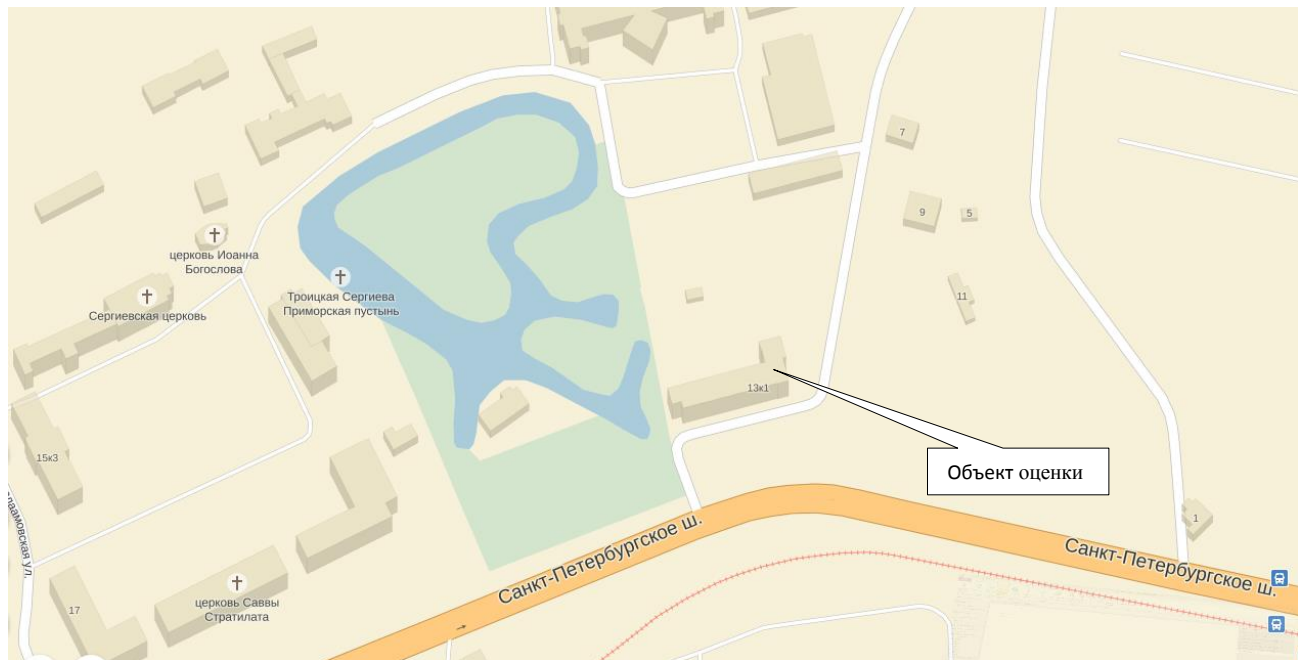 7
9
5
церковь Иоанна
Богослова
Троицкая Сергиева
Приморская пустынь
11
Сергиевская церковь
13к1
15к3
Объект оценки
Санкт-Петербургское ш.
1
Санкт-Петербургское ш.
церковь Саввы
Стратилата
17